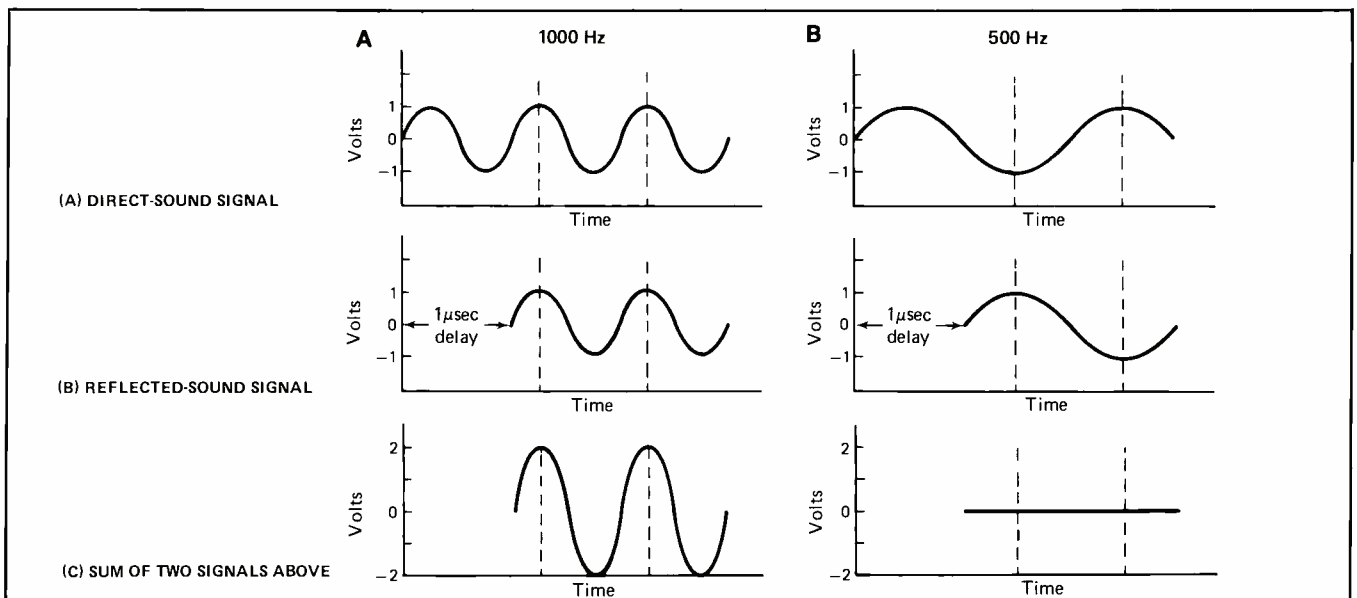 A
1000 Hz
B
500 Hz
Volts
1
0
−1
Time
Volts
1
0
−1
Time
(A) DIRECT-SOUND SIGNAL
Volts
1
0
−1
1μsec
delay
Time
Volts
1
0
−1
1μsec
delay
Time
(B) REFLECTED-SOUND SIGNAL
Volts
2
0
−2
Time
Volts
2
0
−2
Time
(C) SUM OF TWO SIGNALS ABOVE